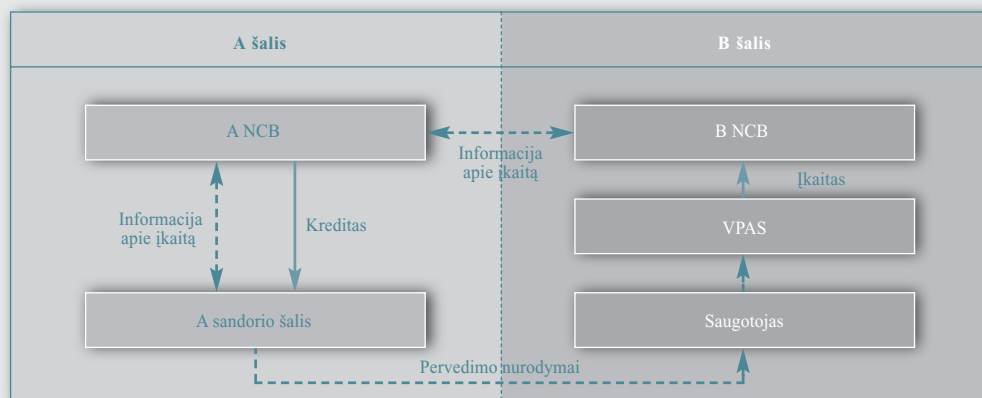 A šalis
B šalis
A NCB
B NCB
Informacija
apie įkaitą
Įkaitas
Informacija
apie įkaitą
Kreditas
VPAS
A sandorio šalis
Saugotojas
Pervedimo nurodymai